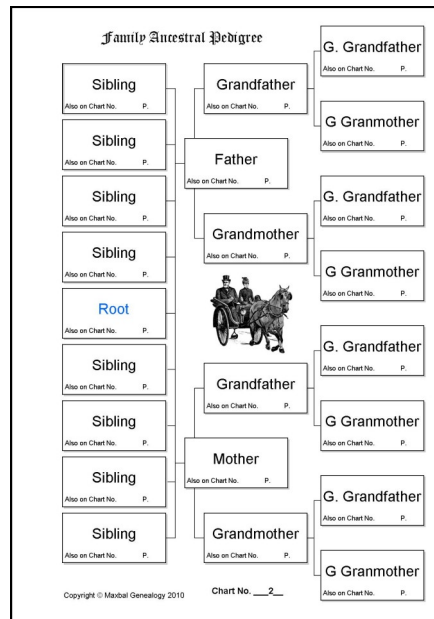 Family Ancestral Pedigree
Sibling
Also on Chart No. P.
Sibling
Also on Chart No. P.
Sibling
Also on Chart No. P.
Sibling
Also on Chart No. P.
Root
Also on Chart No. P.
Sibling
Also on Chart No. P.
Sibling
Also on Chart No. P.
Sibling
Also on Chart No. P.
Sibling
Also on Chart No. P.
Father
Also on Chart No. P.
Mother
Also on Chart No. P.
Grandfather
Also on Chart No. P.
Grandmother
Also on Chart No. P.
Grandfather
Also on Chart No. P.
Grandmother
Also on Chart No. P.
G. Grandfather
Also on Chart No. P.
G Granmother
Also on Chart No. P.
G. Grandfather
Also on Chart No. P.
G Granmother
Also on Chart No. P.
G. Grandfather
Also on Chart No. P.
G Granmother
Also on Chart No. P.
G. Grandfather
Also on Chart No. P.
G Granmother
Also on Chart No. P.
Copyright © Maxbal Genealogy 2010
Chart No. ___2__